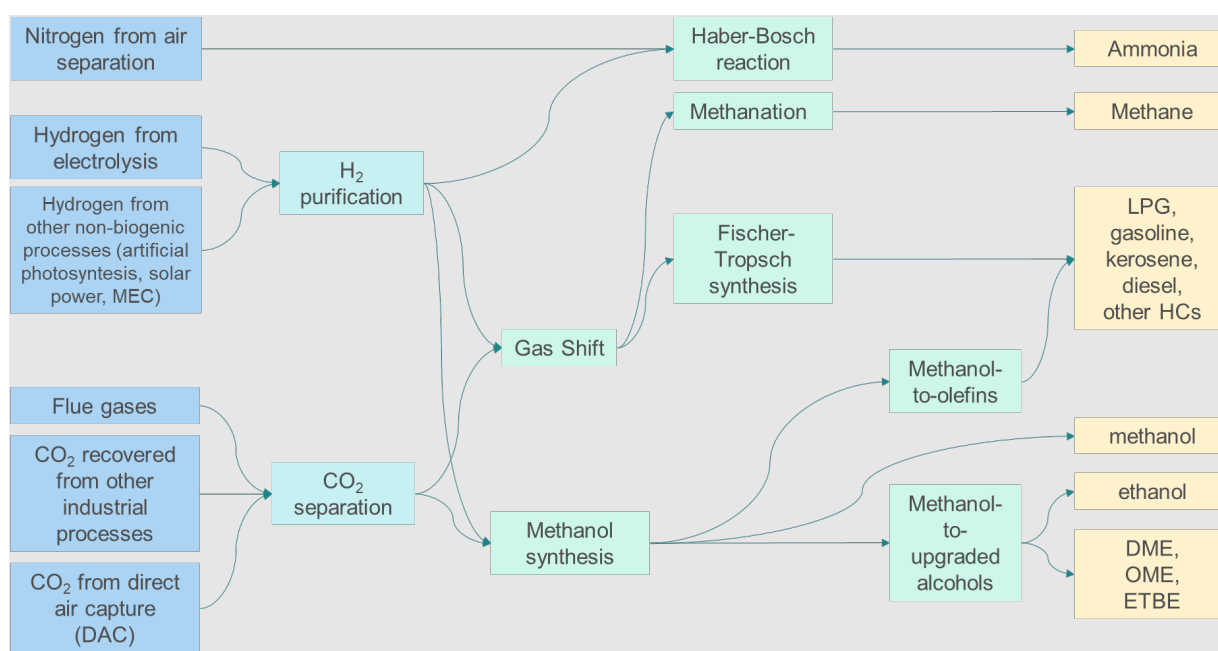 Nitrogen from air
separation
Haber-Bosch
reaction
Ammonia
Methanation
Methane
Hydrogen from
electrolysis
H₂
purification
Hydrogen from
other non-biogenic
processes (artificial
photosyntesis, solar
power, MEC)
Fischer-
Tropsch
synthesis
LPG,
gasoline,
kerosene,
diesel,
other HCs
Gas Shift
Methanol-
to-olefins
Flue gases
methanol
CO₂ recovered
from other
industrial
processes
CO₂
separation
Methanol
synthesis
Methanol-
to-
upgraded
alcohols
ethanol
DME,
OME,
ETBE
CO₂ from direct
air capture
(DAC)